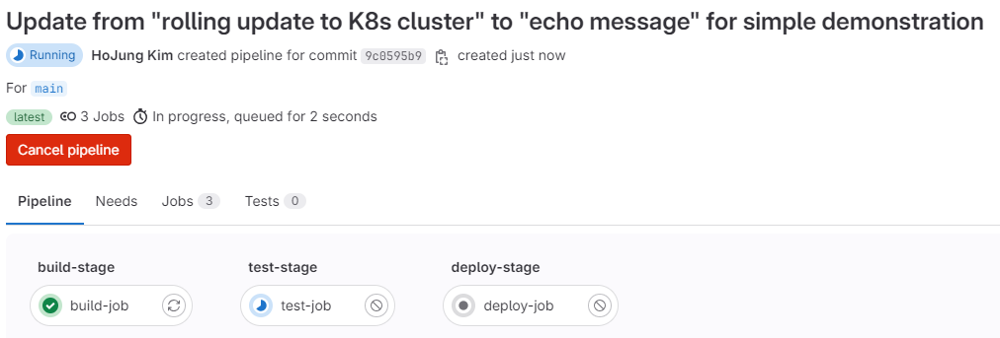 Update from "rolling update to K8s cluster" to "echo message" for simple demonstration
Running HoJung Kim created pipeline for commit 9c0595b9 created just now
For main
latest 3 Jobs In progress, queued for 2 seconds
Cancel pipeline
Pipeline Needs Jobs 3 Tests 0
build-stage test-stage deploy-stage
build-job test-job deploy-job